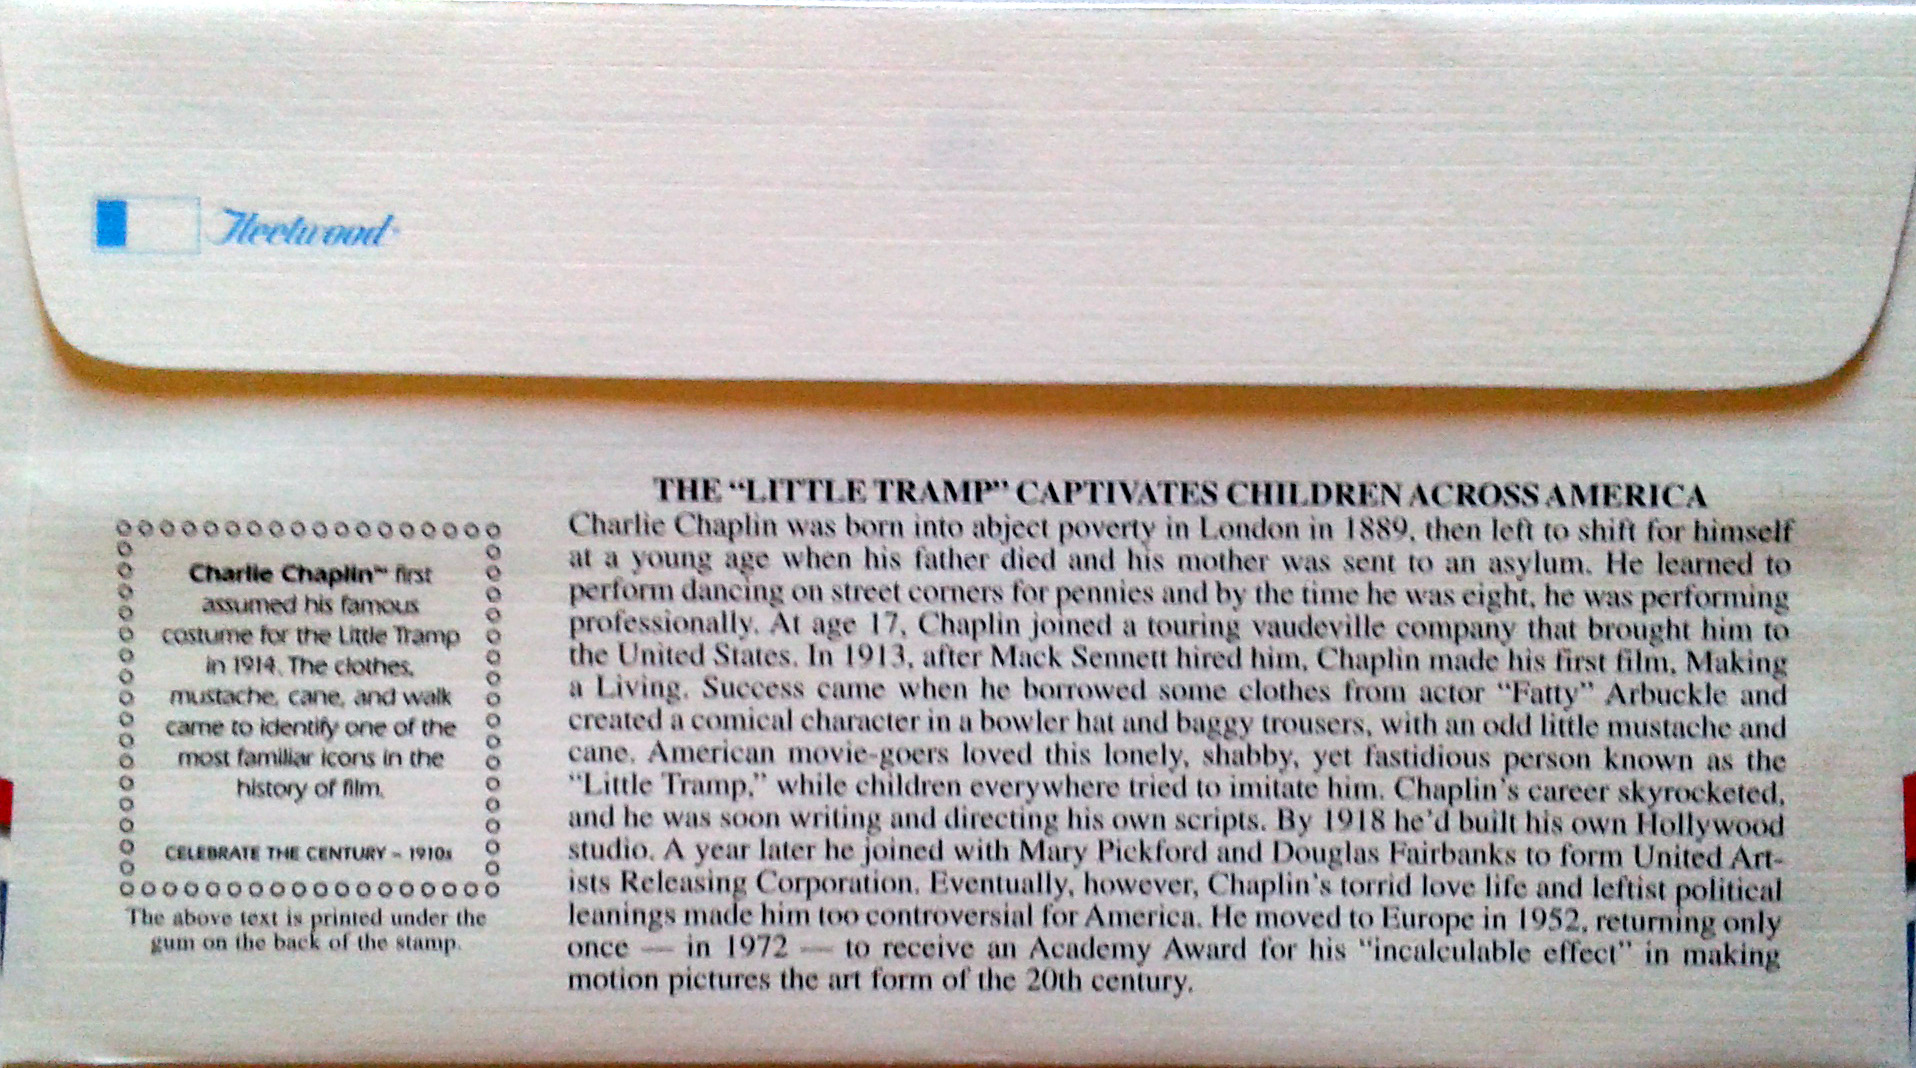 Fleetwood
THE “LITTLE TRAMP” CAPTIVATES CHILDREN ACROSS AMERICA
Charlie Chaplin was born into abject poverty in London in 1889, then left to shift for himself
at a young age when his father died and his mother was sent to an asylum. He learned to
perform dancing on street corners for pennies and by the time he was eight, he was performing
professionally. At age 17, Chaplin joined a touring vaudeville company that brought him to
the United States. In 1913, after Mack Sennett hired him, Chaplin made his first film, Making
a Living. Success came when he borrowed some clothes from actor “Fatty” Arbuckle and
created a comical character in a bowler hat and baggy trousers, with an odd little mustache and
cane. American movie-goers loved this lonely, shabby, yet fastidious person known as the
“Little Tramp,” while children everywhere tried to imitate him. Chaplin's career skyrocketed,
and he was soon writing and directing his own scripts. By 1918 he'd built his own Hollywood
studio. A year later he joined with Mary Pickford and Douglas Fairbanks to form United Art-
ists Releasing Corporation. Eventually, however, Chaplin's torrid love life and leftist political
leanings made him too controversial for America. He moved to Europe in 1952, returning only
once — in 1972 — to receive an Academy Award for his “incalculable effect” in making
motion pictures the art form of the 20th century.
Charlie Chaplin™ first
assumed his famous
costume for the Little Tramp
in 1914. The clothes,
mustache, cane, and walk
came to identify one of the
most familiar icons in the
history of film.
CELEBRATE THE CENTURY – 1910s
The above text is printed under the
gum on the back of the stamp.